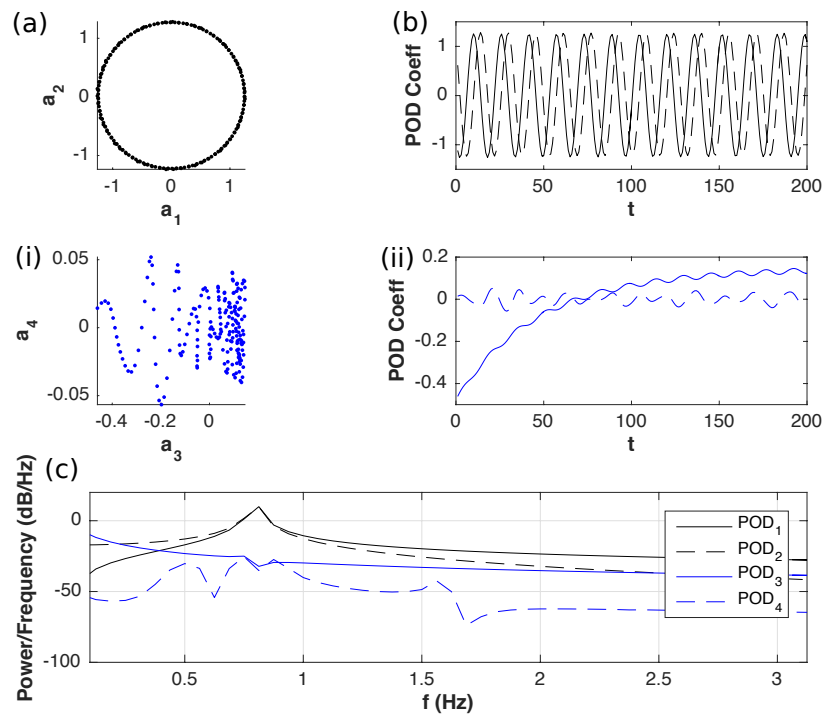 (a)
1
0
-1
a2
-1
0
1
a1
(b)
1
0
-1
POD Coeff
0
50
100
150
200
t
(i)
0.05
0
-0.05
a4
-0.4
-0.2
0
a3
(ii)
0.2
0
-0.2
-0.4
POD Coeff
0
50
100
150
200
t
(c)
0
-50
-100
Power/Frequency (dB/Hz)
0.5
1
1.5
2
2.5
3
f (Hz)
POD1
POD2
POD3
POD4